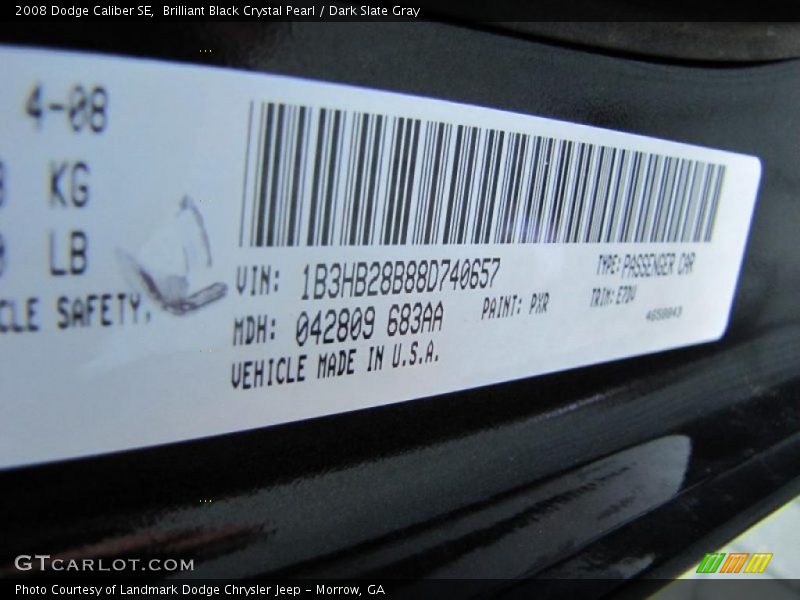 2008 Dodge Caliber SE,  Brilliant Black Crystal Pearl / Dark Slate Gray
4-08
KG
LB
CLE SAFETY,
VIN: 1B3HB28B88D740657
MDH: 042809 683AA
VEHICLE MADE IN U.S.A.
PAINT: PXR
TYPE: PASSENGER CAR
TRIM: E7DV
4658043
GTCARLOT.COM
Photo Courtesy of Landmark Dodge Chrysler Jeep - Morrow, GA